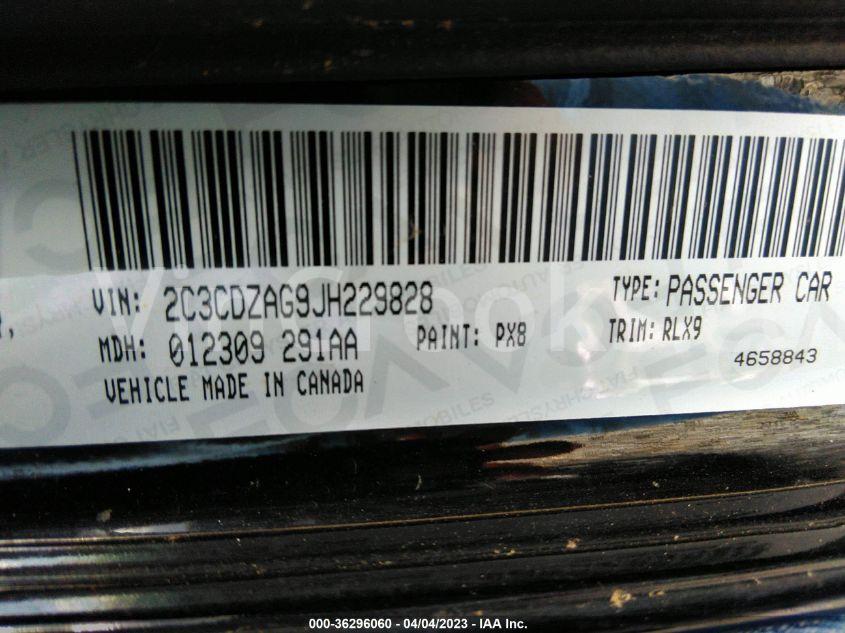 VIN: 2C3CDZAG9JH229828 TYPE: PASSENGER CAR
MDH: 012309 291AA PAINT: PX8 TRIM: RLX9
4658843
VEHICLE MADE IN CANADA
000-36296060 - 04/04/2023 - IAA Inc.